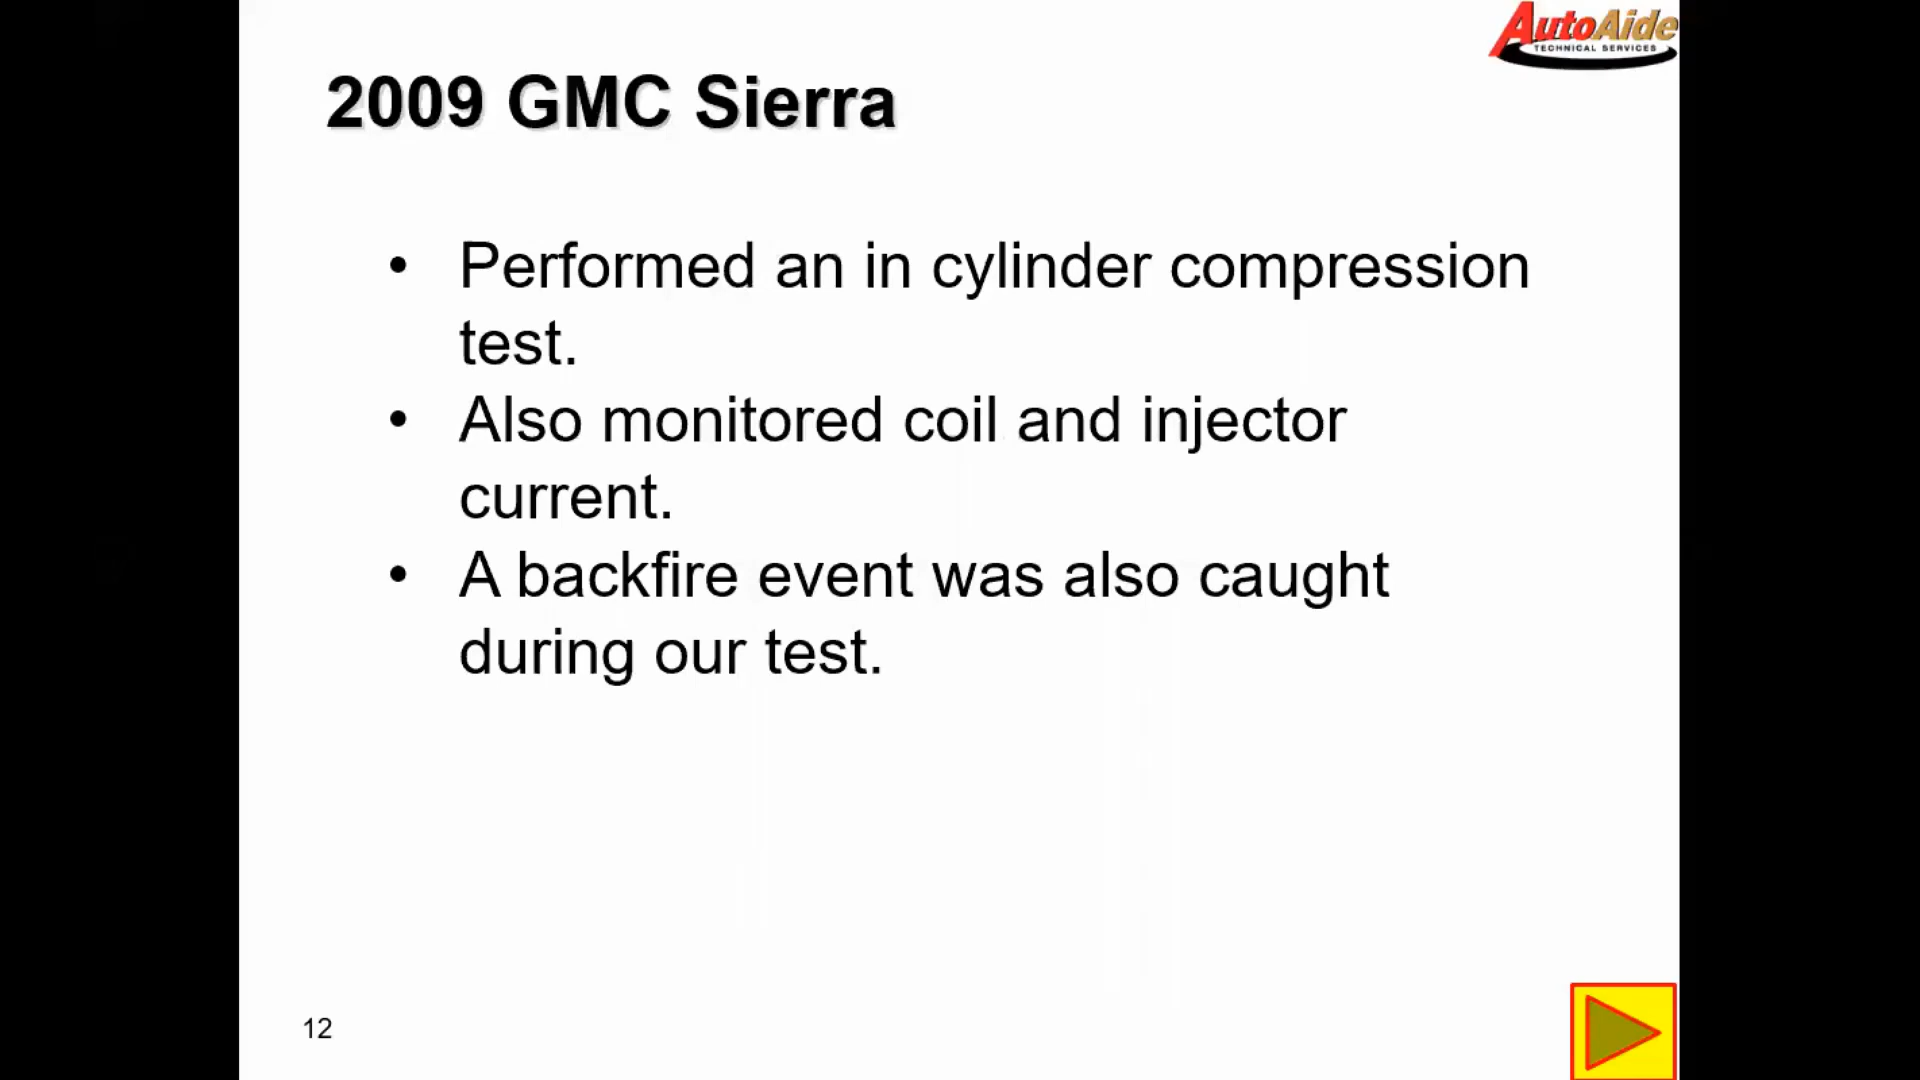 AutoAide
TECHNICAL SERVICES
2009 GMC Sierra
• Performed an in cylinder compression
test.
• Also monitored coil and injector
current.
• A backfire event was also caught
during our test.
12